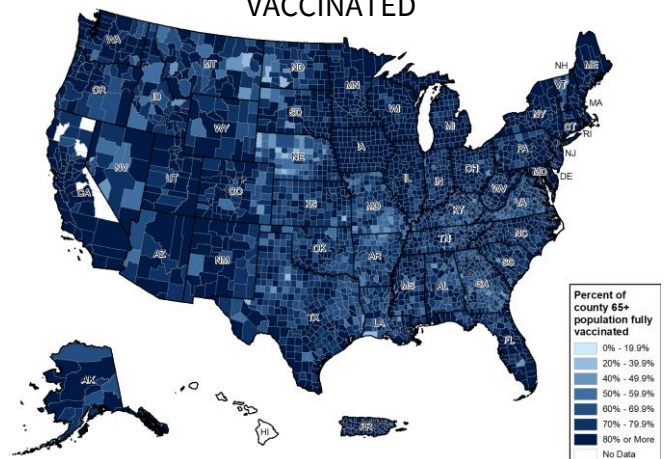 VACCINATED
WA
MT
ND
MN
OR
ID
SD
WI
MI
WY
IA
NE
NV
UT
CO
CA
KS
MO
IL
IN
OH
PA
NY
VT
NH
ME
MA
CT
RI
NJ
DE
MD
WV
VA
KY
NC
TN
SC
AZ
NM
OK
AR
MS
AL
GA
TX
LA
FL
AK
HI
PR
Percent of
county 65+
population fully
vaccinated
0% - 19.9%
20% - 39.9%
40% - 49.9%
50% - 59.9%
60% - 69.9%
70% - 79.9%
80% or More
No Data